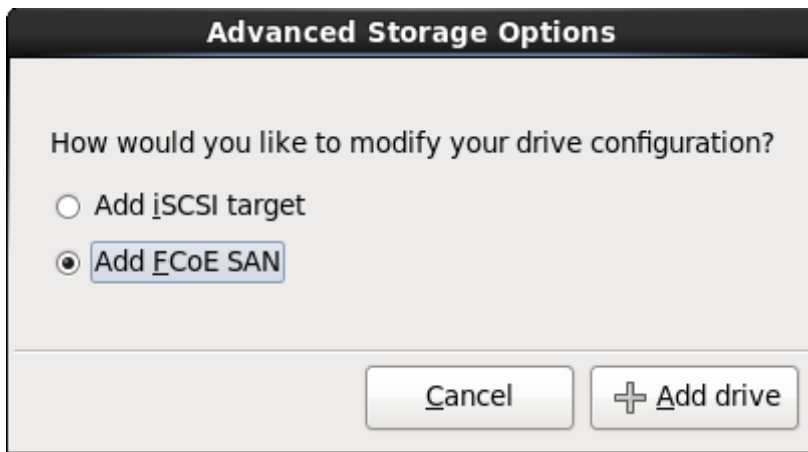 Advanced Storage Options
How would you like to modify your drive configuration?
Add iSCSI target
Add FCoE SAN
Cancel
Add drive